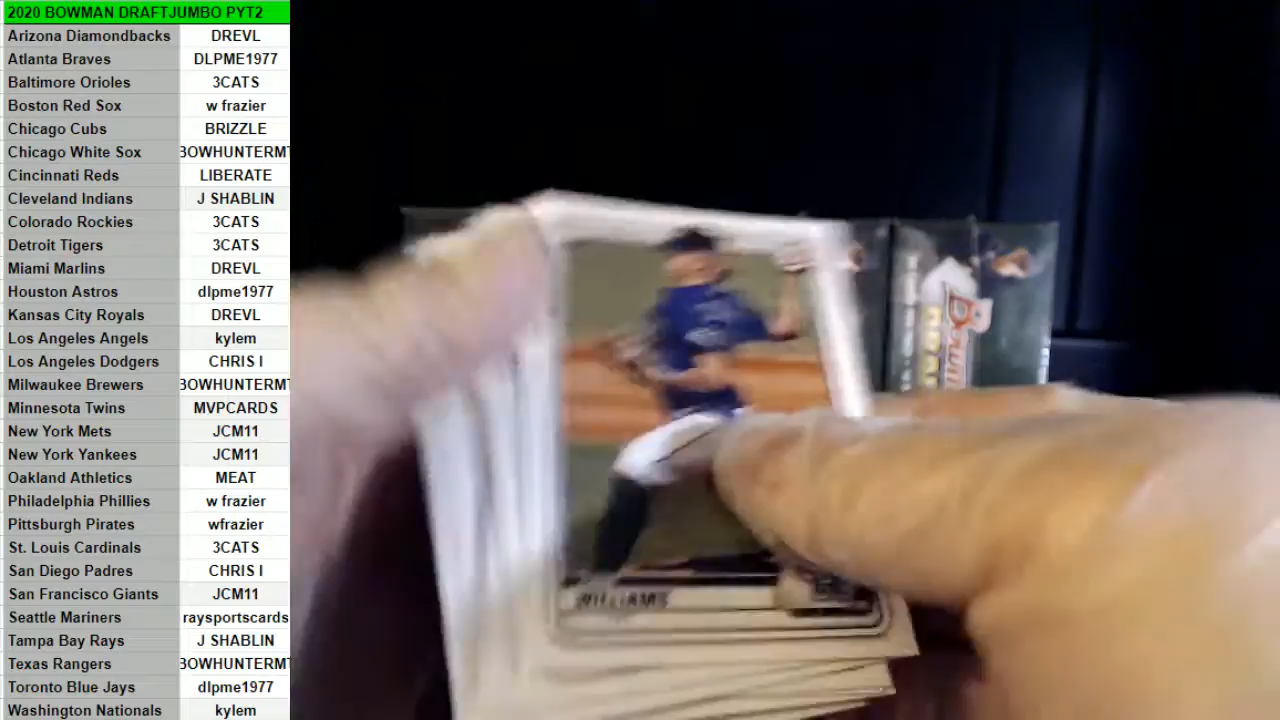 2020 BOWMAN DRAFTJUMBO PYT2
Arizona Diamondbacks DREVL
Atlanta Braves DLPME1977
Baltimore Orioles 3CATS
Boston Red Sox w frazier
Chicago Cubs BRIZZLE
Chicago White Sox BOWHUNTERMT
Cincinnati Reds LIBERATE
Cleveland Indians J SHABLIN
Colorado Rockies 3CATS
Detroit Tigers 3CATS
Miami Marlins DREVL
Houston Astros dlpme1977
Kansas City Royals DREVL
Los Angeles Angels kylem
Los Angeles Dodgers CHRIS I
Milwaukee Brewers BOWHUNTERMT
Minnesota Twins MVPCARDS
New York Mets JCM11
New York Yankees JCM11
Oakland Athletics MEAT
Philadelphia Phillies w frazier
Pittsburgh Pirates wfrazier
St. Louis Cardinals 3CATS
San Diego Padres CHRIS I
San Francisco Giants JCM11
Seattle Mariners raysportscards
Tampa Bay Rays J SHABLIN
Texas Rangers BOWHUNTERMT
Toronto Blue Jays dlpme1977
Washington Nationals kylem
WILLIAMS